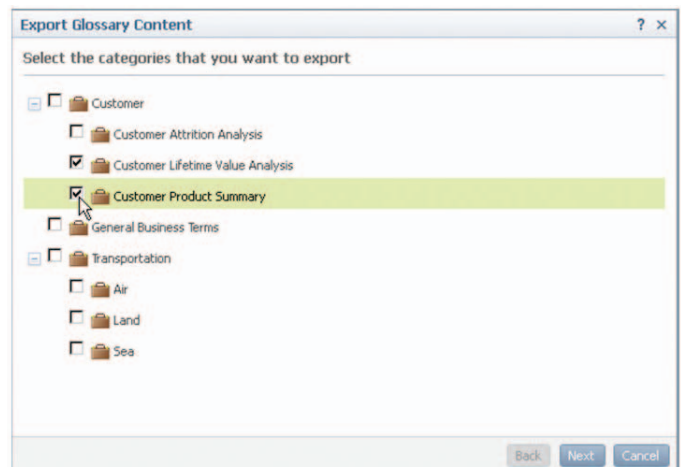 Export Glossary Content ? ×
Select the categories that you want to export
Customer
Customer Attrition Analysis
Customer Lifetime Value Analysis
Customer Product Summary
General Business Terms
Transportation
Air
Land
Sea
Back Next Cancel